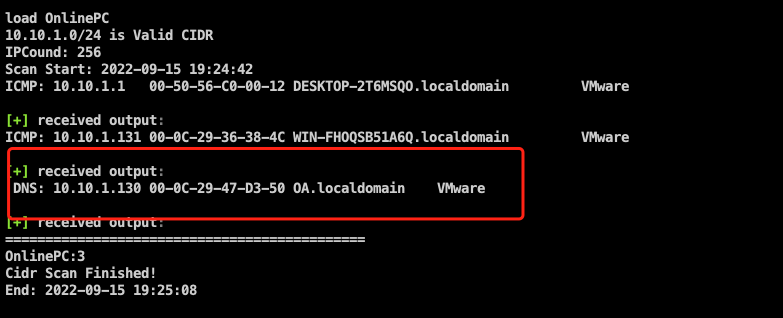 load OnlinePC
10.10.1.0/24 is Valid CIDR
IPCound: 256
Scan Start: 2022-09-15 19:24:42
ICMP: 10.10.1.1   00-50-56-C0-00-12 DESKTOP-2T6MSQO.localdomain         VMware
[+] received output:
ICMP: 10.10.1.131 00-0C-29-36-38-4C WIN-FHOQSB51A6Q.localdomain         VMware
[+] received output:
DNS: 10.10.1.130 00-0C-29-47-D3-50 OA.localdomain    VMware
[+] received output:
=============================================
OnlinePC:3
Cidr Scan Finished!
End: 2022-09-15 19:25:08